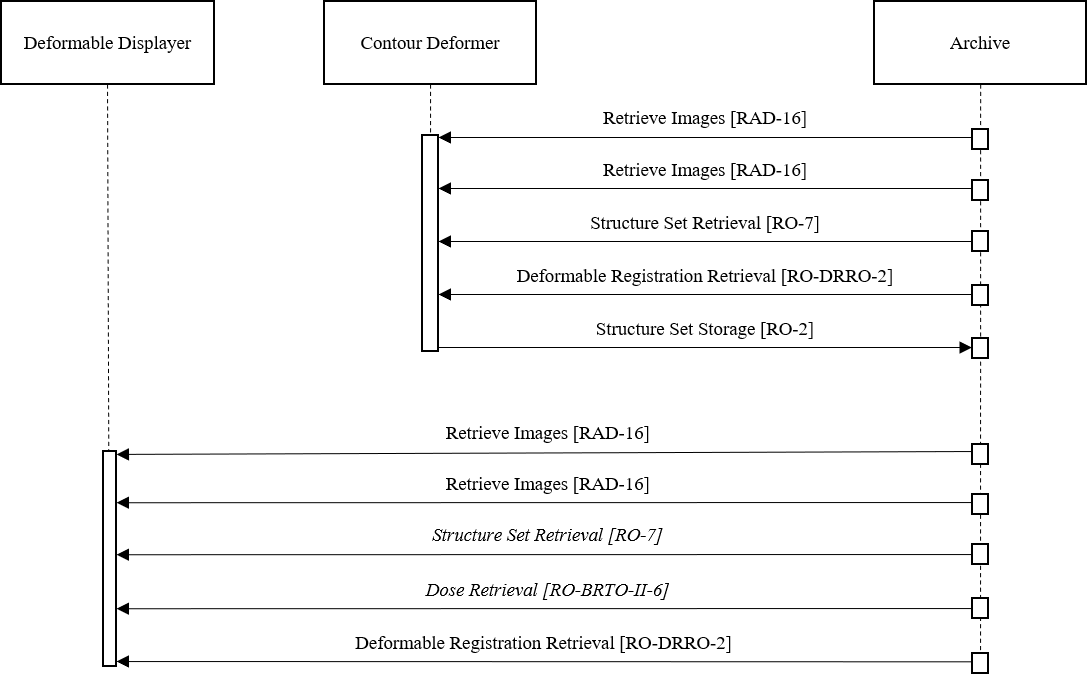 Deformable Displayer
Contour Deformer
Archive
Retrieve Images [RAD-16]
Retrieve Images [RAD-16]
Structure Set Retrieval [RO-7]
Deformable Registration Retrieval [RO-DRRO-2]
Structure Set Storage [RO-2]
Retrieve Images [RAD-16]
Retrieve Images [RAD-16]
Structure Set Retrieval [RO-7]
Dose Retrieval [RO-BRTO-II-6]
Deformable Registration Retrieval [RO-DRRO-2]